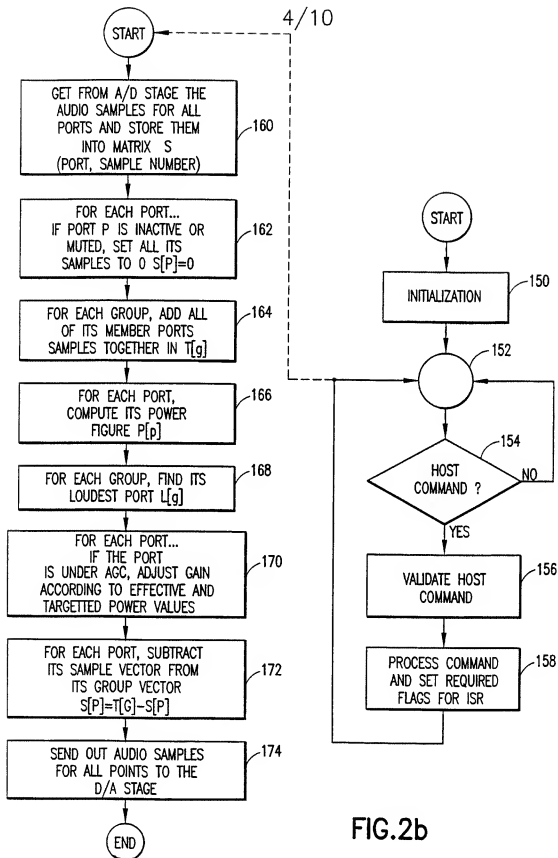 4/10
START
GET FROM A/D STAGE THE
AUDIO SAMPLES FOR ALL
PORTS AND STORE THEM
INTO MATRIX S
(PORT, SAMPLE NUMBER)
160
FOR EACH PORT...
IF PORT P IS INACTIVE OR
MUTED, SET ALL ITS
SAMPLES TO 0 S[P]=0
162
FOR EACH GROUP, ADD ALL
OF ITS MEMBER PORTS
SAMPLES TOGETHER IN T[g]
164
FOR EACH PORT,
COMPUTE ITS POWER
FIGURE P[p]
166
FOR EACH GROUP, FIND ITS
LOUDEST PORT L[g]
168
FOR EACH PORT...
IF THE PORT
IS UNDER AGC, ADJUST GAIN
ACCORDING TO EFFECTIVE AND
TARGETTED POWER VALUES
170
FOR EACH PORT, SUBTRACT
ITS SAMPLE VECTOR FROM
ITS GROUP VECTOR
S[P]=T[G]-S[P]
172
SEND OUT AUDIO SAMPLES
FOR ALL POINTS TO THE
D/A STAGE
174
END
START
INITIALIZATION
150
152
HOST
COMMAND ?
154
NO
YES
VALIDATE HOST
COMMAND
156
PROCESS COMMAND
AND SET REQUIRED
FLAGS FOR ISR
158
FIG.2b